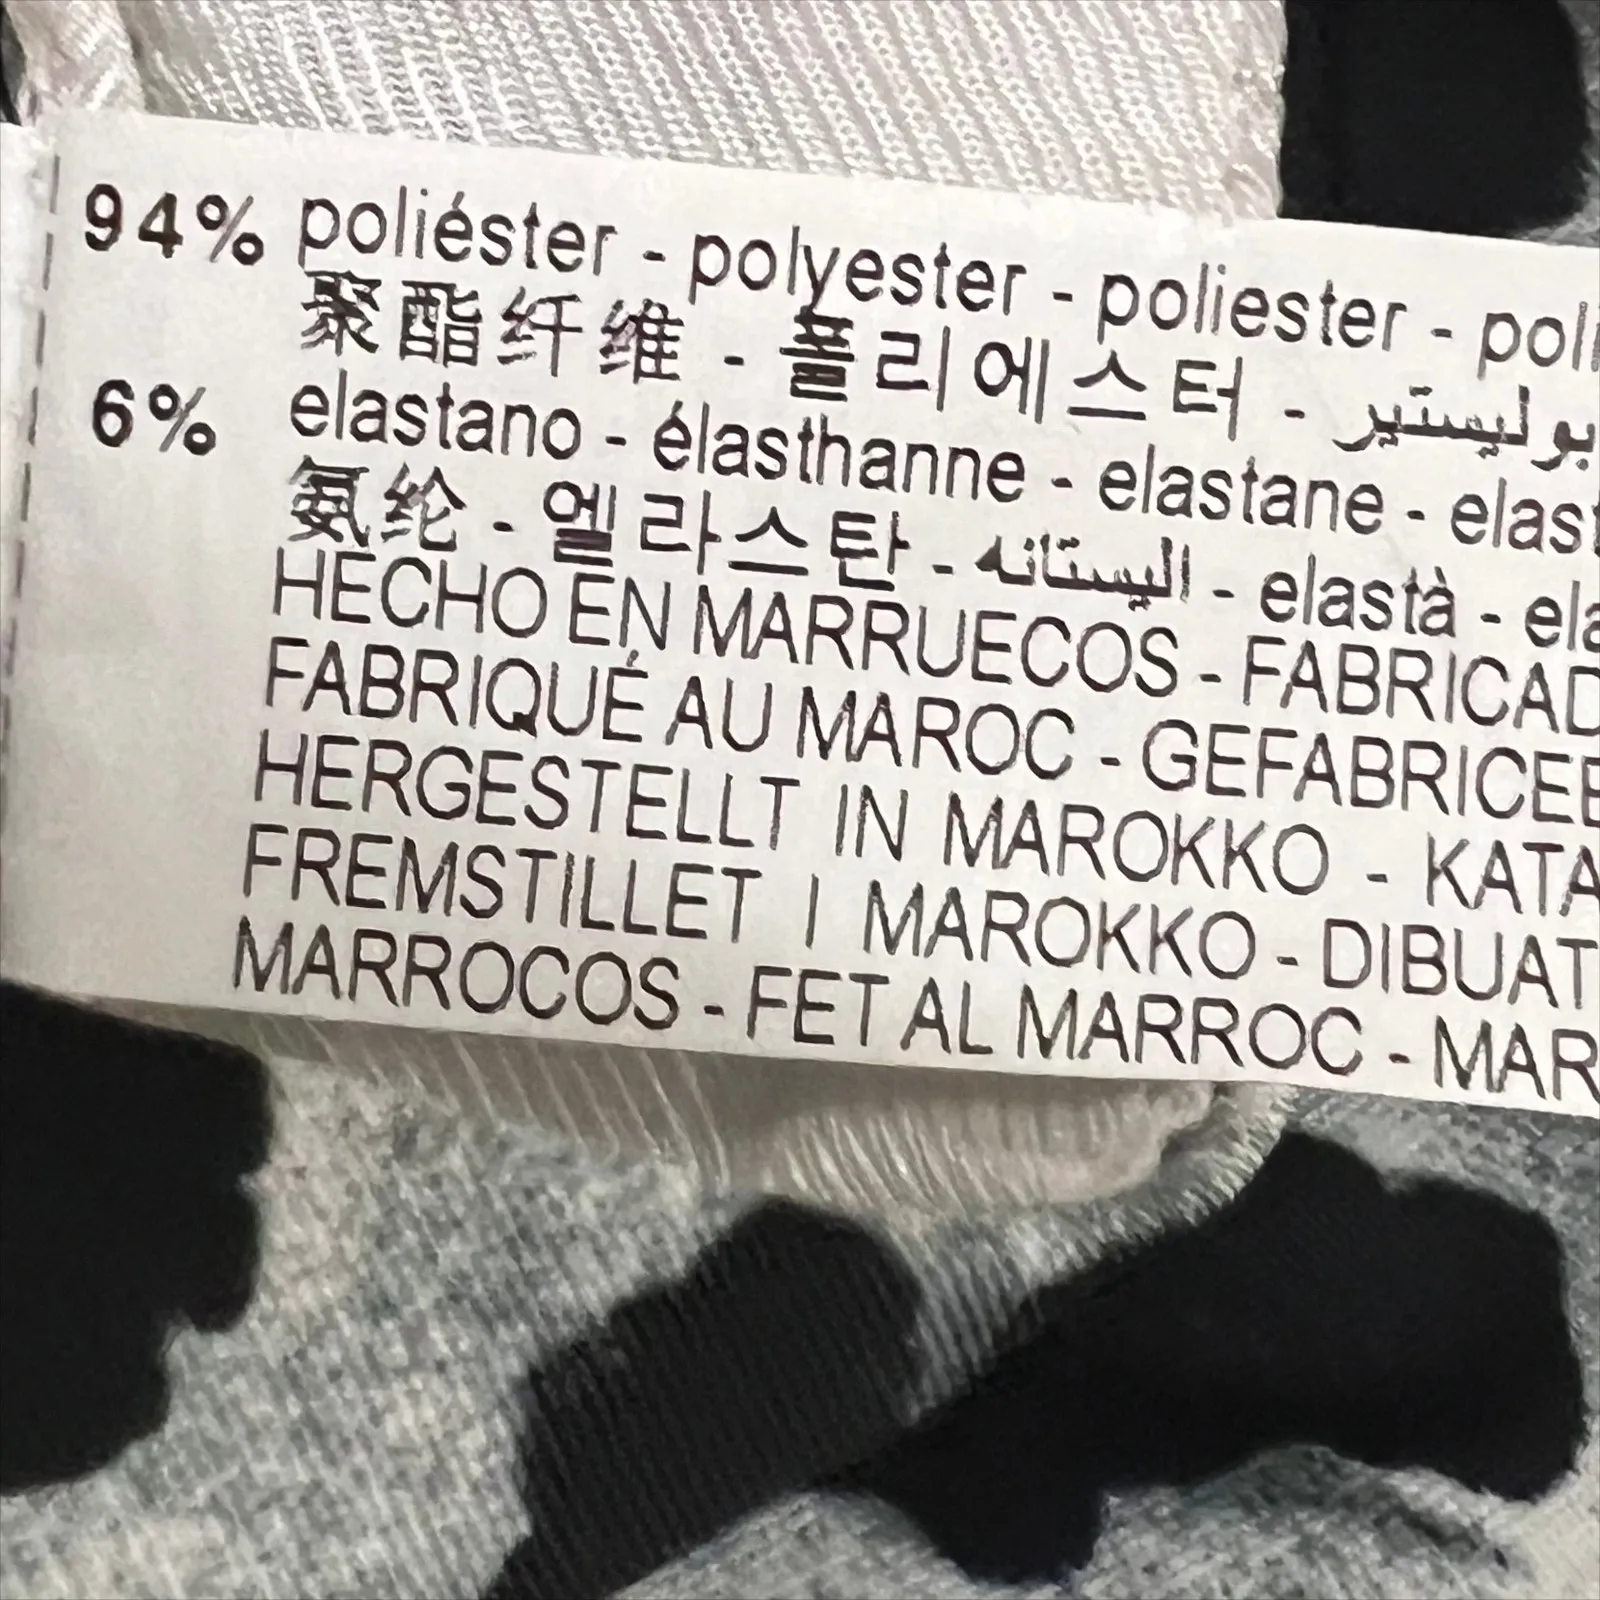 94% poliéster - polyester - poliester - poli
聚酯纤维 - 폴리에스터 - بوليستير
6% elastano - élasthanne - elastane - elast
氨纶 - 엘라스탄 - اليستانه - elastà - ela
HECHO EN MARRUECOS - FABRICAD
FABRIQUÉ AU MAROC - GEFABRICEE
HERGESTELLT IN MAROKKO - KATA
FREMSTILLET I MAROKKO - DIBUAT
MARROCOS - FET AL MARROC - MAR